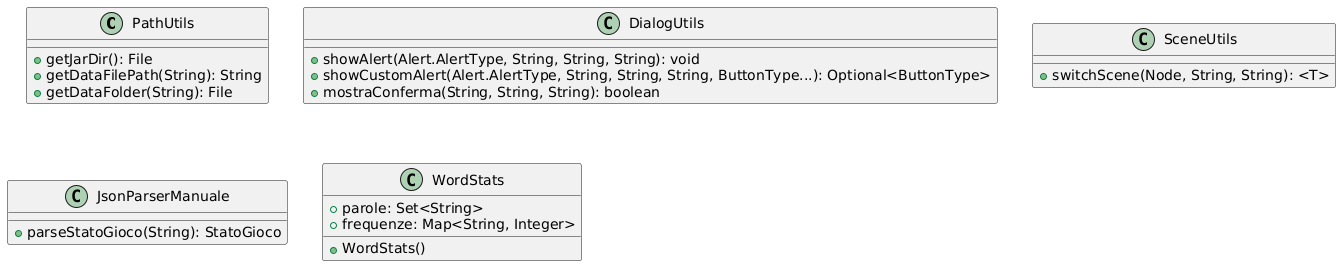 C PathUtils
getJarDir(): File
getDataFilePath(String): String
getDataFolder(String): File
C DialogUtils
showAlert(Alert.AlertType, String, String, String): void
showCustomAlert(Alert.AlertType, String, String, String, ButtonType...): Optional<ButtonType>
mostraConferma(String, String, String): boolean
C SceneUtils
switchScene(Node, String, String): <T>
C JsonParserManuale
parseStatoGioco(String): StatoGioco
C WordStats
parole: Set<String>
frequenze: Map<String, Integer>
WordStats()